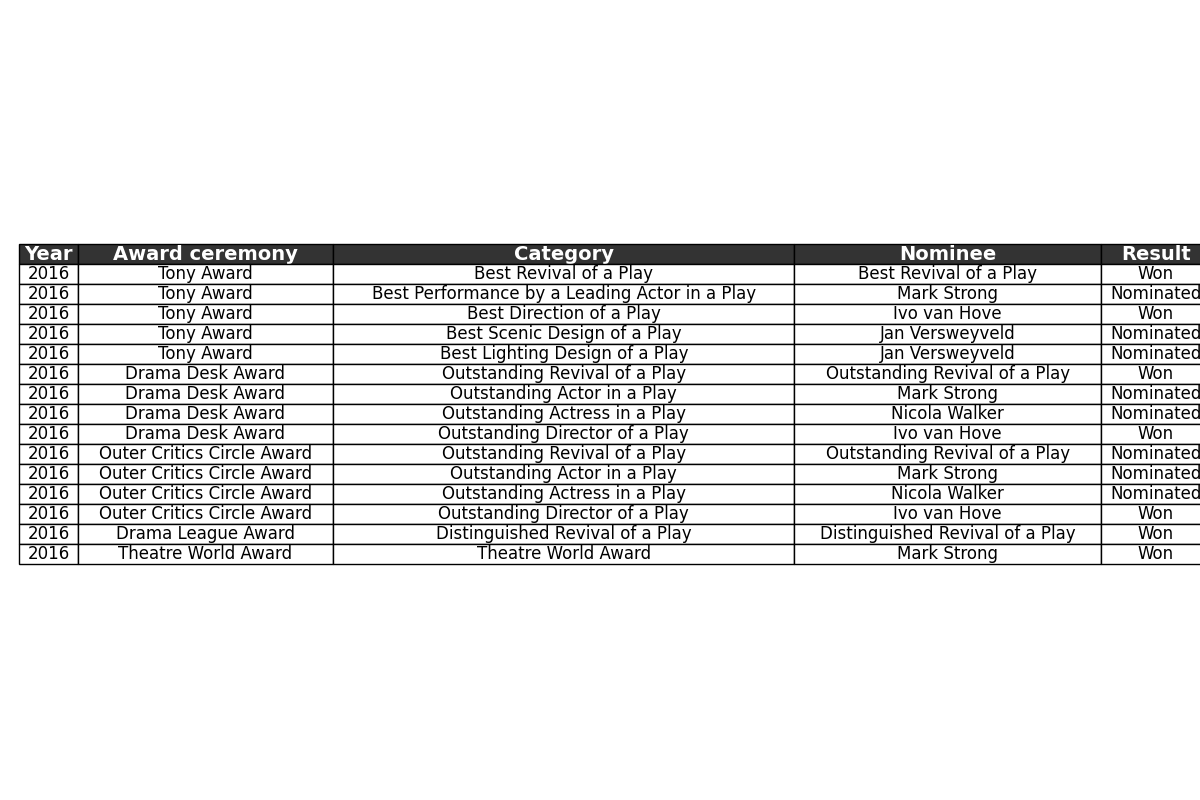 Year Award ceremony Category Nominee Result
2016 Tony Award Best Revival of a Play Best Revival of a Play Won
2016 Tony Award Best Performance by a Leading Actor in a Play Mark Strong Nominated
2016 Tony Award Best Direction of a Play Ivo van Hove Won
2016 Tony Award Best Scenic Design of a Play Jan Versweyveld Nominated
2016 Tony Award Best Lighting Design of a Play Jan Versweyveld Nominated
2016 Drama Desk Award Outstanding Revival of a Play Outstanding Revival of a Play Won
2016 Drama Desk Award Outstanding Actor in a Play Mark Strong Nominated
2016 Drama Desk Award Outstanding Actress in a Play Nicola Walker Nominated
2016 Drama Desk Award Outstanding Director of a Play Ivo van Hove Won
2016 Outer Critics Circle Award Outstanding Revival of a Play Outstanding Revival of a Play Nominated
2016 Outer Critics Circle Award Outstanding Actor in a Play Mark Strong Nominated
2016 Outer Critics Circle Award Outstanding Actress in a Play Nicola Walker Nominated
2016 Outer Critics Circle Award Outstanding Director of a Play Ivo van Hove Won
2016 Drama League Award Distinguished Revival of a Play Distinguished Revival of a Play Won
2016 Theatre World Award Theatre World Award Mark Strong Won